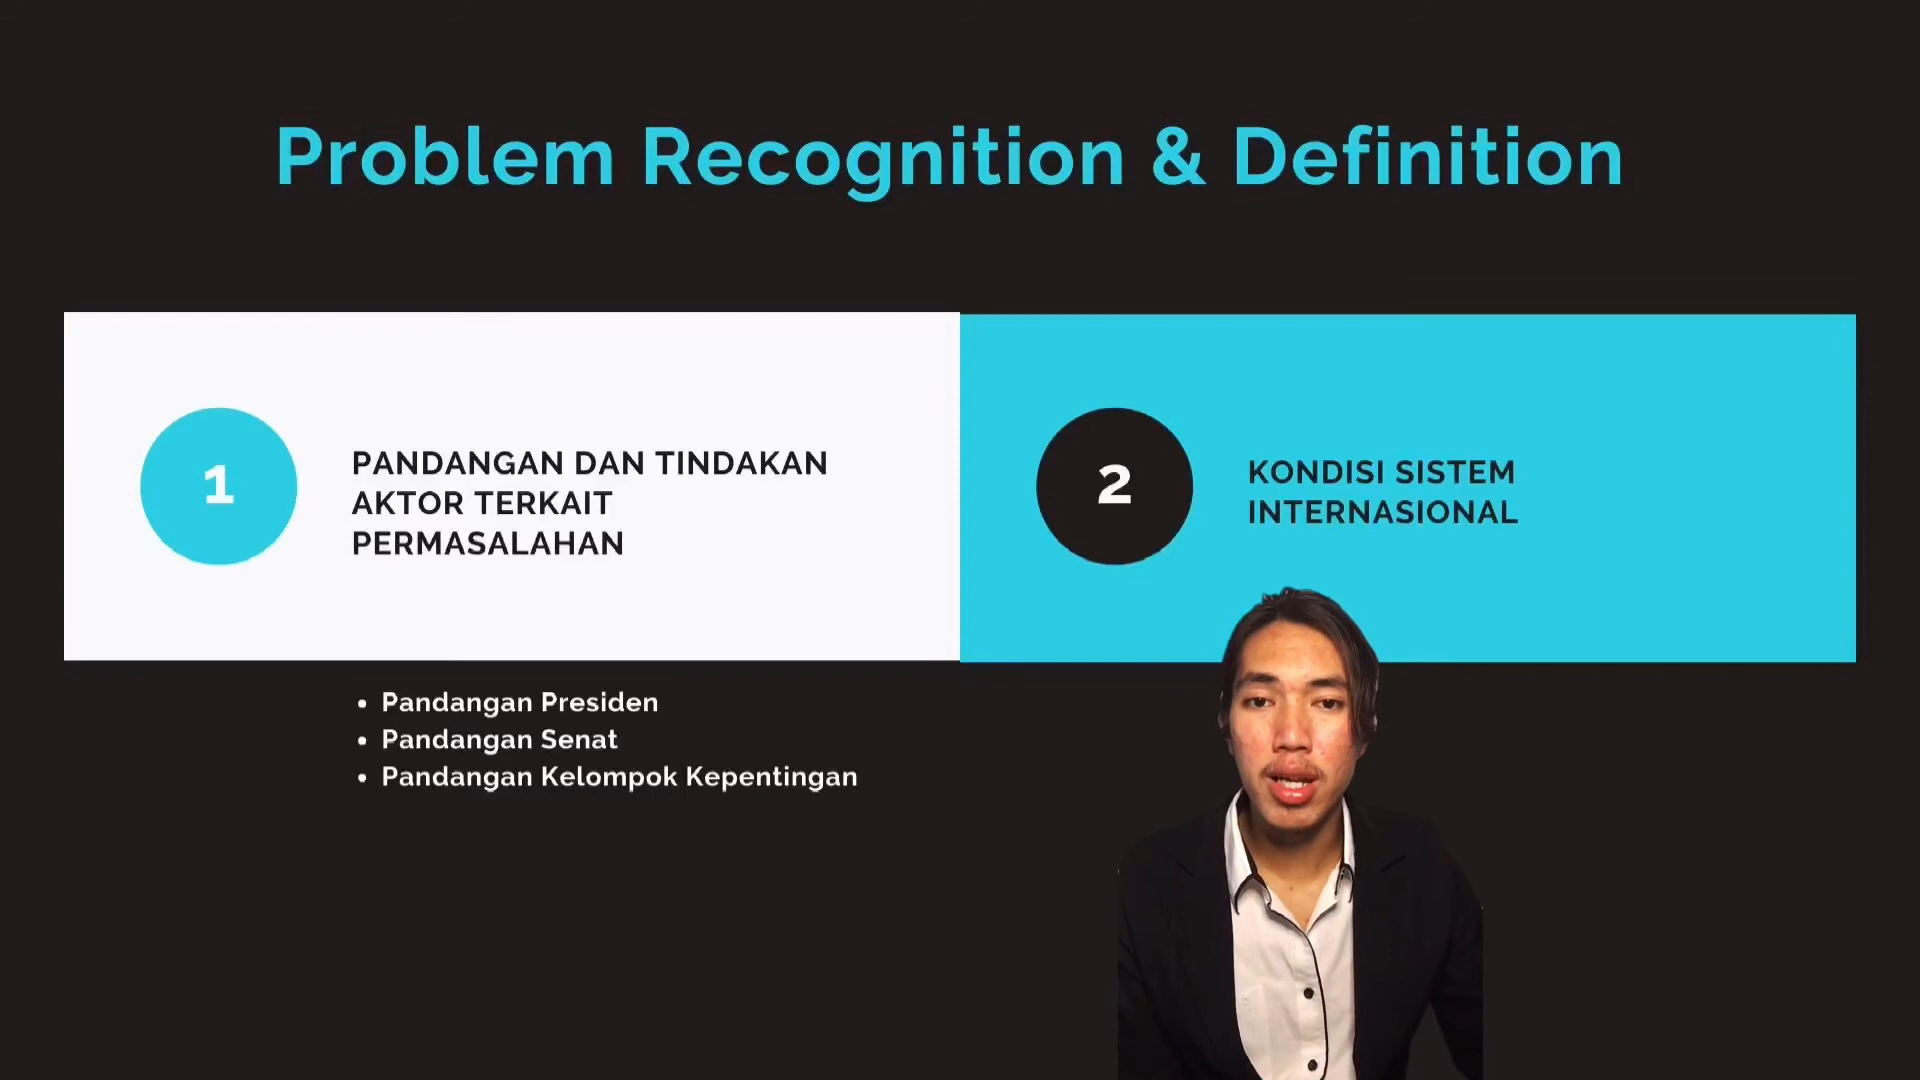 Problem Recognition & Definition
1
PANDANGAN DAN TINDAKAN
AKTOR TERKAIT
PERMASALAHAN
2
KONDISI SISTEM
INTERNASIONAL
• Pandangan Presiden
• Pandangan Senat
• Pandangan Kelompok Kepentingan